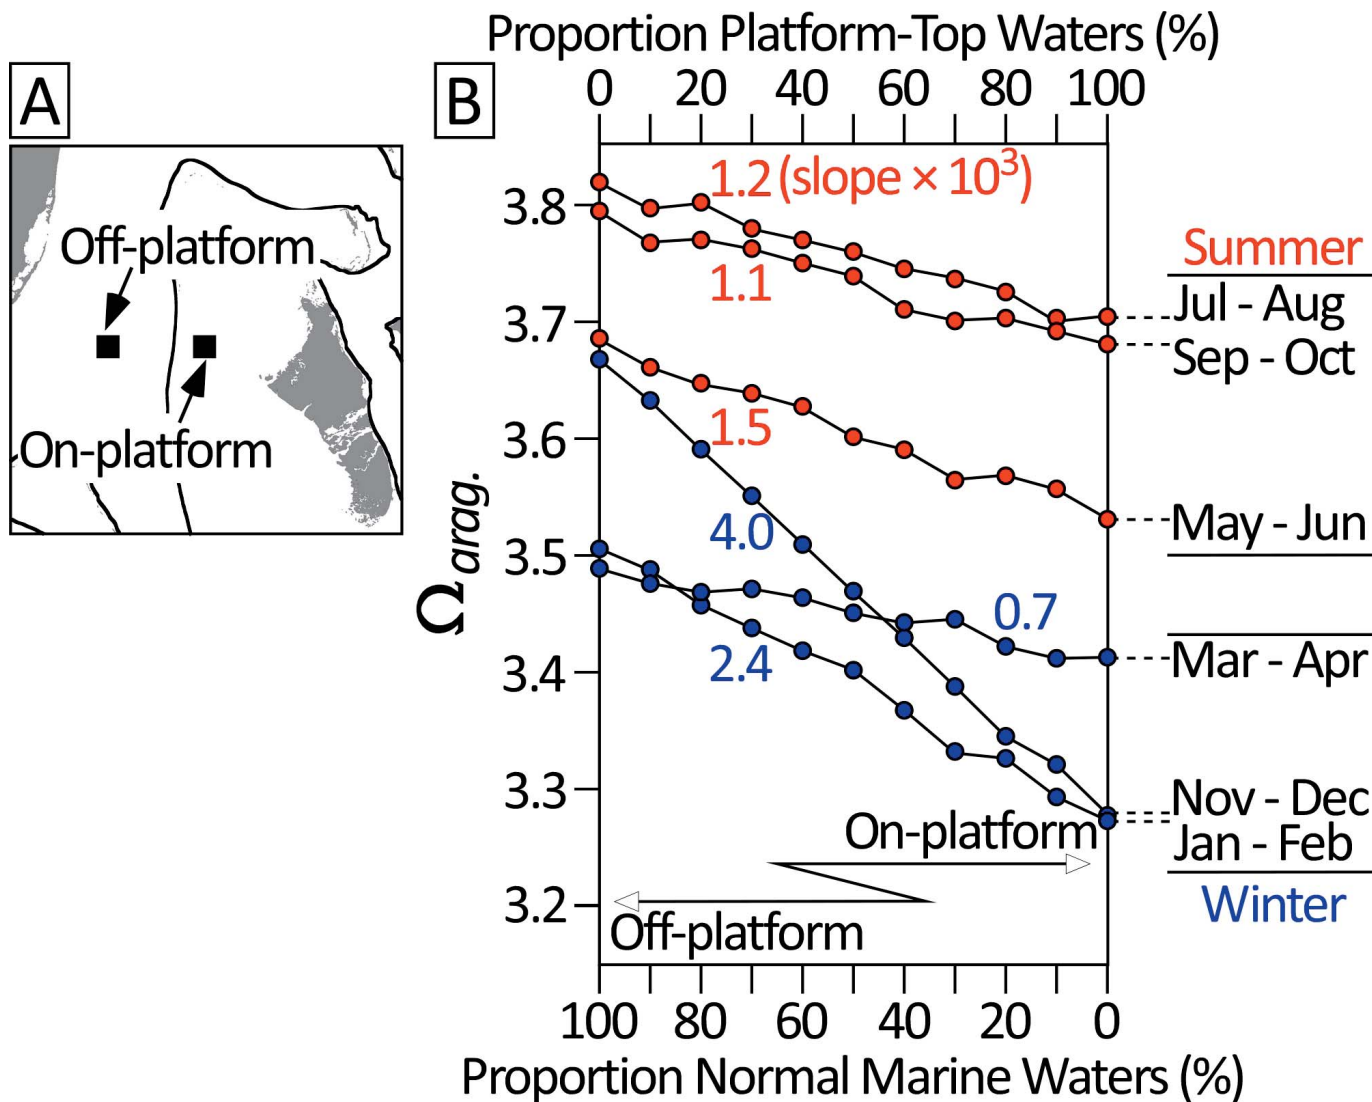 A
Off-platform
On-platform
B
Proportion Platform-Top Waters (%)
0 20 40 60 80 100
1.2 (slope × 10³)
1.1
1.5
4.0
0.7
2.4
3.8
3.7
3.6
3.5
3.4
3.3
3.2
Ω arag.
On-platform
Off-platform
100 80 60 40 20 0
Proportion Normal Marine Waters (%)
Summer
Jul - Aug
Sep - Oct
May - Jun
Mar - Apr
Nov - Dec
Jan - Feb
Winter